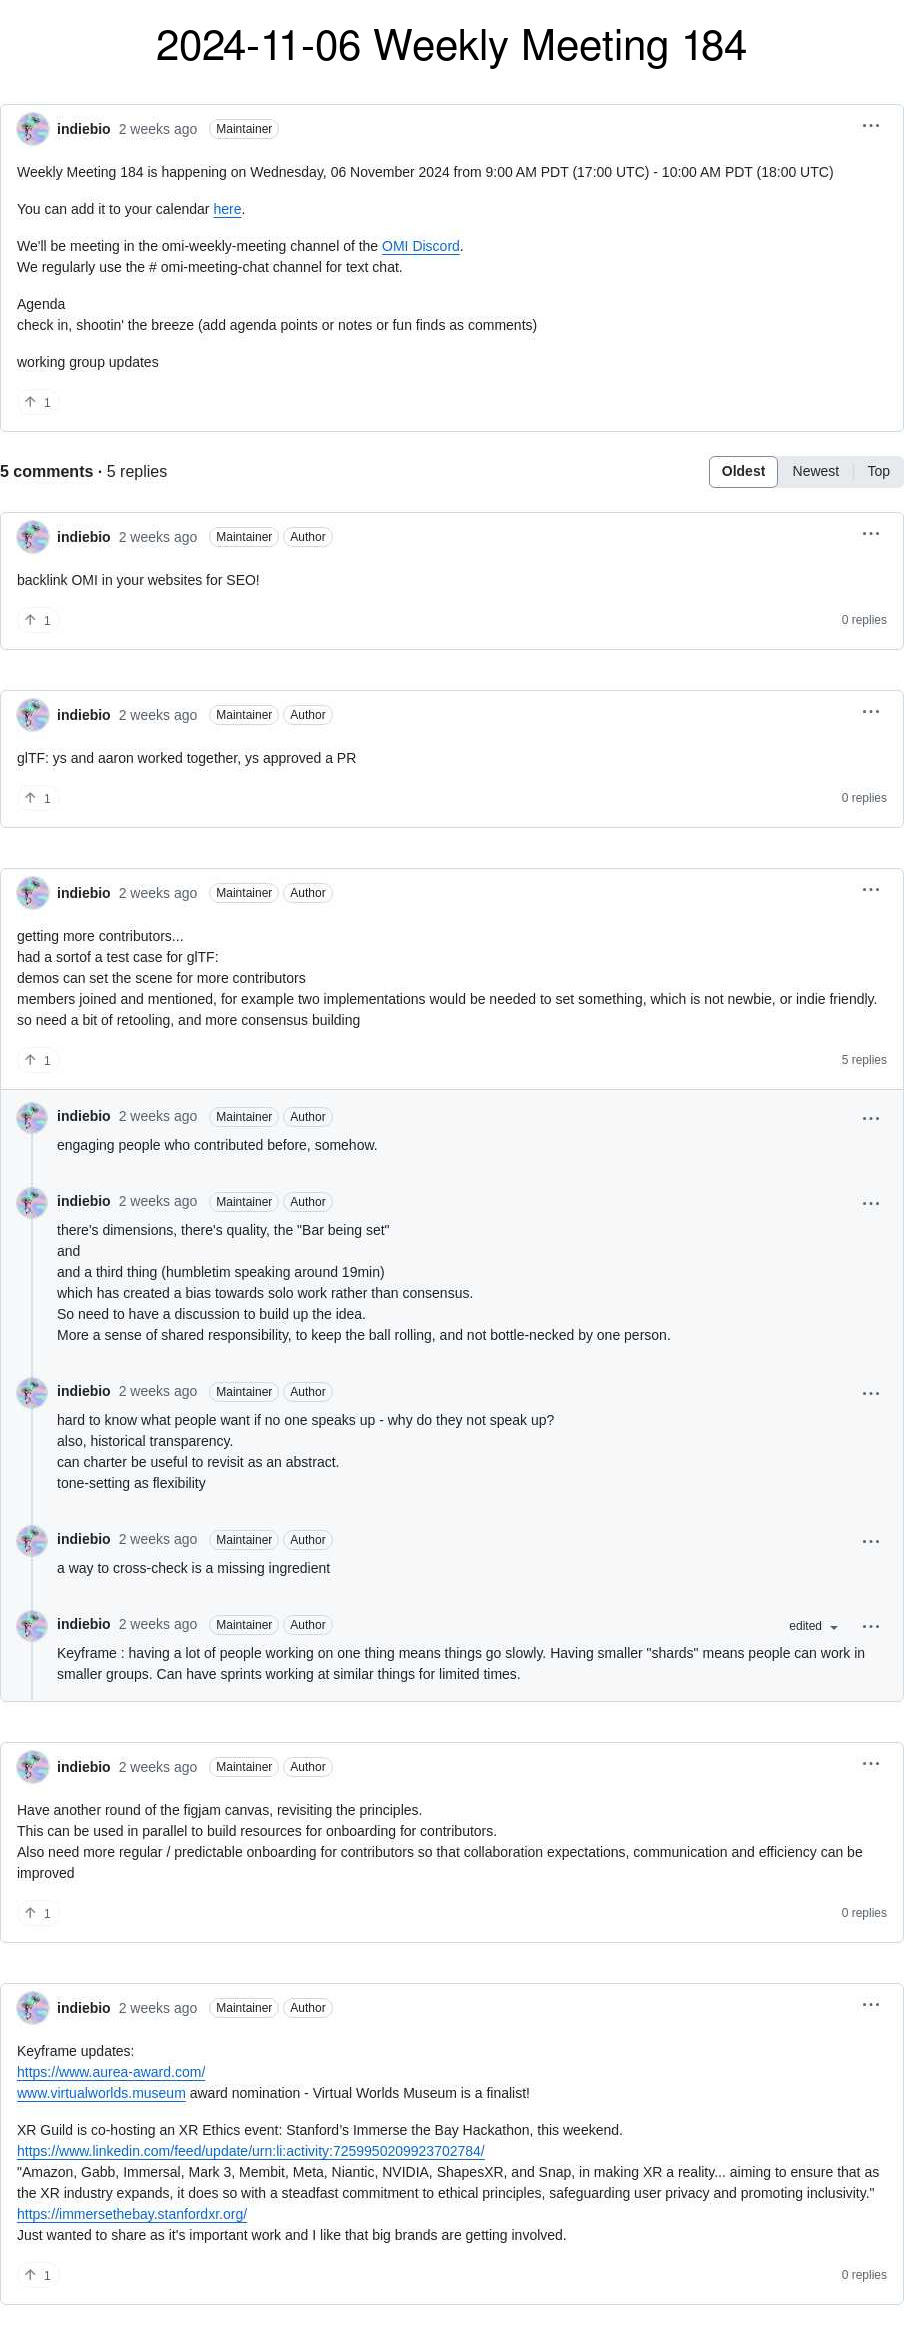 2024-11-06 Weekly Meeting 184
indiebio 2 weeks ago Maintainer
Weekly Meeting 184 is happening on Wednesday, 06 November 2024 from 9:00 AM PDT (17:00 UTC) - 10:00 AM PDT (18:00 UTC)
You can add it to your calendar here.
We'll be meeting in the omi-weekly-meeting channel of the OMI Discord.
We regularly use the # omi-meeting-chat channel for text chat.
Agenda
check in, shootin' the breeze (add agenda points or notes or fun finds as comments)
working group updates
↑ 1
5 comments · 5 replies
Oldest Newest Top
indiebio 2 weeks ago Maintainer Author
backlink OMI in your websites for SEO!
↑ 1 0 replies
indiebio 2 weeks ago Maintainer Author
glTF: ys and aaron worked together, ys approved a PR
↑ 1 0 replies
indiebio 2 weeks ago Maintainer Author
getting more contributors...
had a sortof a test case for glTF:
demos can set the scene for more contributors
members joined and mentioned, for example two implementations would be needed to set something, which is not newbie, or indie friendly.
so need a bit of retooling, and more consensus building
↑ 1 5 replies
indiebio 2 weeks ago Maintainer Author
engaging people who contributed before, somehow.
indiebio 2 weeks ago Maintainer Author
there's dimensions, there's quality, the "Bar being set"
and
and a third thing (humbletim speaking around 19min)
which has created a bias towards solo work rather than consensus.
So need to have a discussion to build up the idea.
More a sense of shared responsibility, to keep the ball rolling, and not bottle-necked by one person.
indiebio 2 weeks ago Maintainer Author
hard to know what people want if no one speaks up - why do they not speak up?
also, historical transparency.
can charter be useful to revisit as an abstract.
tone-setting as flexibility
indiebio 2 weeks ago Maintainer Author
a way to cross-check is a missing ingredient
indiebio 2 weeks ago Maintainer Author edited
Keyframe : having a lot of people working on one thing means things go slowly. Having smaller "shards" means people can work in
smaller groups. Can have sprints working at similar things for limited times.
indiebio 2 weeks ago Maintainer Author
Have another round of the figjam canvas, revisiting the principles.
This can be used in parallel to build resources for onboarding for contributors.
Also need more regular / predictable onboarding for contributors so that collaboration expectations, communication and efficiency can be
improved
↑ 1 0 replies
indiebio 2 weeks ago Maintainer Author
Keyframe updates:
https://www.aurea-award.com/
www.virtualworlds.museum award nomination - Virtual Worlds Museum is a finalist!
XR Guild is co-hosting an XR Ethics event: Stanford's Immerse the Bay Hackathon, this weekend.
https://www.linkedin.com/feed/update/urn:li:activity:7259950209923702784/
"Amazon, Gabb, Immersal, Mark 3, Membit, Meta, Niantic, NVIDIA, ShapesXR, and Snap, in making XR a reality... aiming to ensure that as
the XR industry expands, it does so with a steadfast commitment to ethical principles, safeguarding user privacy and promoting inclusivity."
https://immersethebay.stanfordxr.org/
Just wanted to share as it's important work and I like that big brands are getting involved.
↑ 1 0 replies